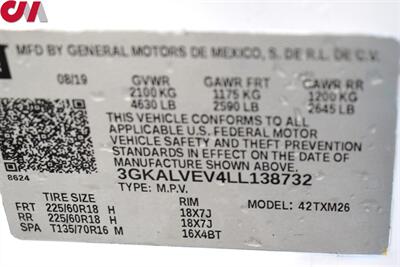 CIA
MFD BY GENERAL MOTORS DE MEXICO, S. DE R.L. DE C.V.
08/19 GVWR GAWR FRT GAWR RR
2100 KG 1175 KG 1200 KG
4630 LB 2590 LB 2645 LB
THIS VEHICLE CONFORMS TO ALL
APPLICABLE U.S. FEDERAL MOTOR
VEHICLE SAFETY AND THEFT PREVENTION
STANDARDS IN EFFECT ON THE DATE OF
MANUFACTURE SHOWN ABOVE.
8624 3GKALVEV4LL138732
TYPE: M.P.V. MODEL: 42TXM26
TIRE SIZE RIM
FRT 225/60R18 H 18X7J
RR 225/60R18 H 18X7J
SPA T135/70R16 M 16X4BT